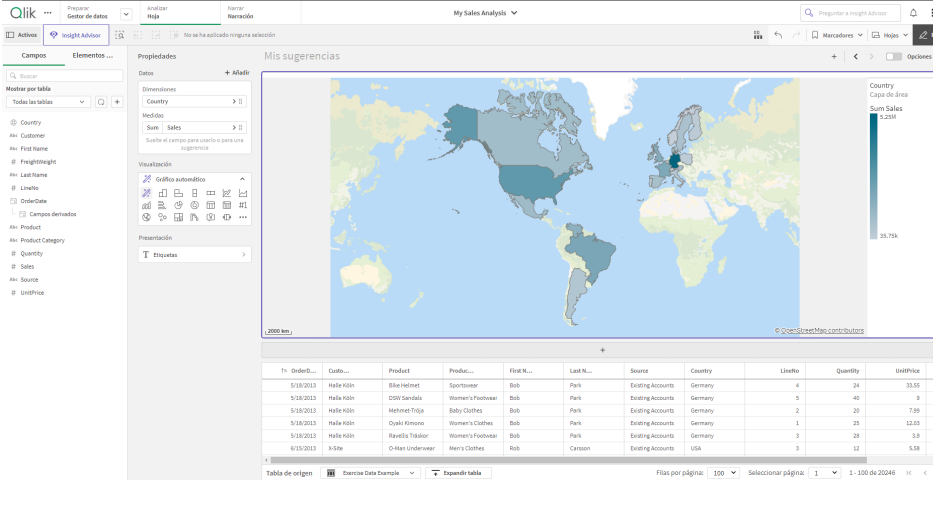 Qlik
Preparar
Gestor de datos
Analizar
Hoja
Narrar
Narración
My Sales Analysis
Preguntar a Insight Advisor
Activos
Insight Advisor
No se ha aplicado ninguna selección
Marcadores
Hojas
Campos
Elementos ...
Buscar
Mostrar por tabla
Todas las tablas
Country
Abc Customer
Abc First Name
# FreightWeight
Abc Last Name
# LineNo
OrderDate
Campos derivados
Abc Product
Abc Product Category
# Quantity
# Sales
Abc Source
# UnitPrice
Propiedades
Datos
+ Añadir
Dimensiones
Country
Medidas
Sum Sales
Suelte el campo para usarlo o para una sugerencia
Visualización
Gráfico automático
#1
Presentación
Etiquetas
Mis sugerencias
Opciones
Country
Capa de área
Sum Sales
5.25M
35.75k
2000 km
© OpenStreetMap contributors
+
OrderD... Custo... Product Produc... First N... Last N... Source Country LineNo Quantity UnitPrice
5/18/2013 Halle Köln Bike Helmet Sportswear Bob Park Existing Accounts Germany 4 24 33.55
5/18/2013 Halle Köln DSW Sandals Women's Footwear Bob Park Existing Accounts Germany 5 40 9
5/18/2013 Halle Köln Mehmet-Tröja Baby Clothes Bob Park Existing Accounts Germany 2 20 7.99
5/18/2013 Halle Köln Oyaki Kimono Women's Clothes Bob Park Existing Accounts Germany 1 25 12.03
5/18/2013 Halle Köln Ravellis Träskor Women's Footwear Bob Park Existing Accounts Germany 3 28 3.9
6/15/2013 X-Site O-Man Underwear Men's Clothes Rob Carsson Existing Accounts USA 3 12 5.58
Tabla de origen
Exercise Data Example
Expandir tabla
Filas por página: 100
Seleccionar página: 1
1 - 100 de 20246